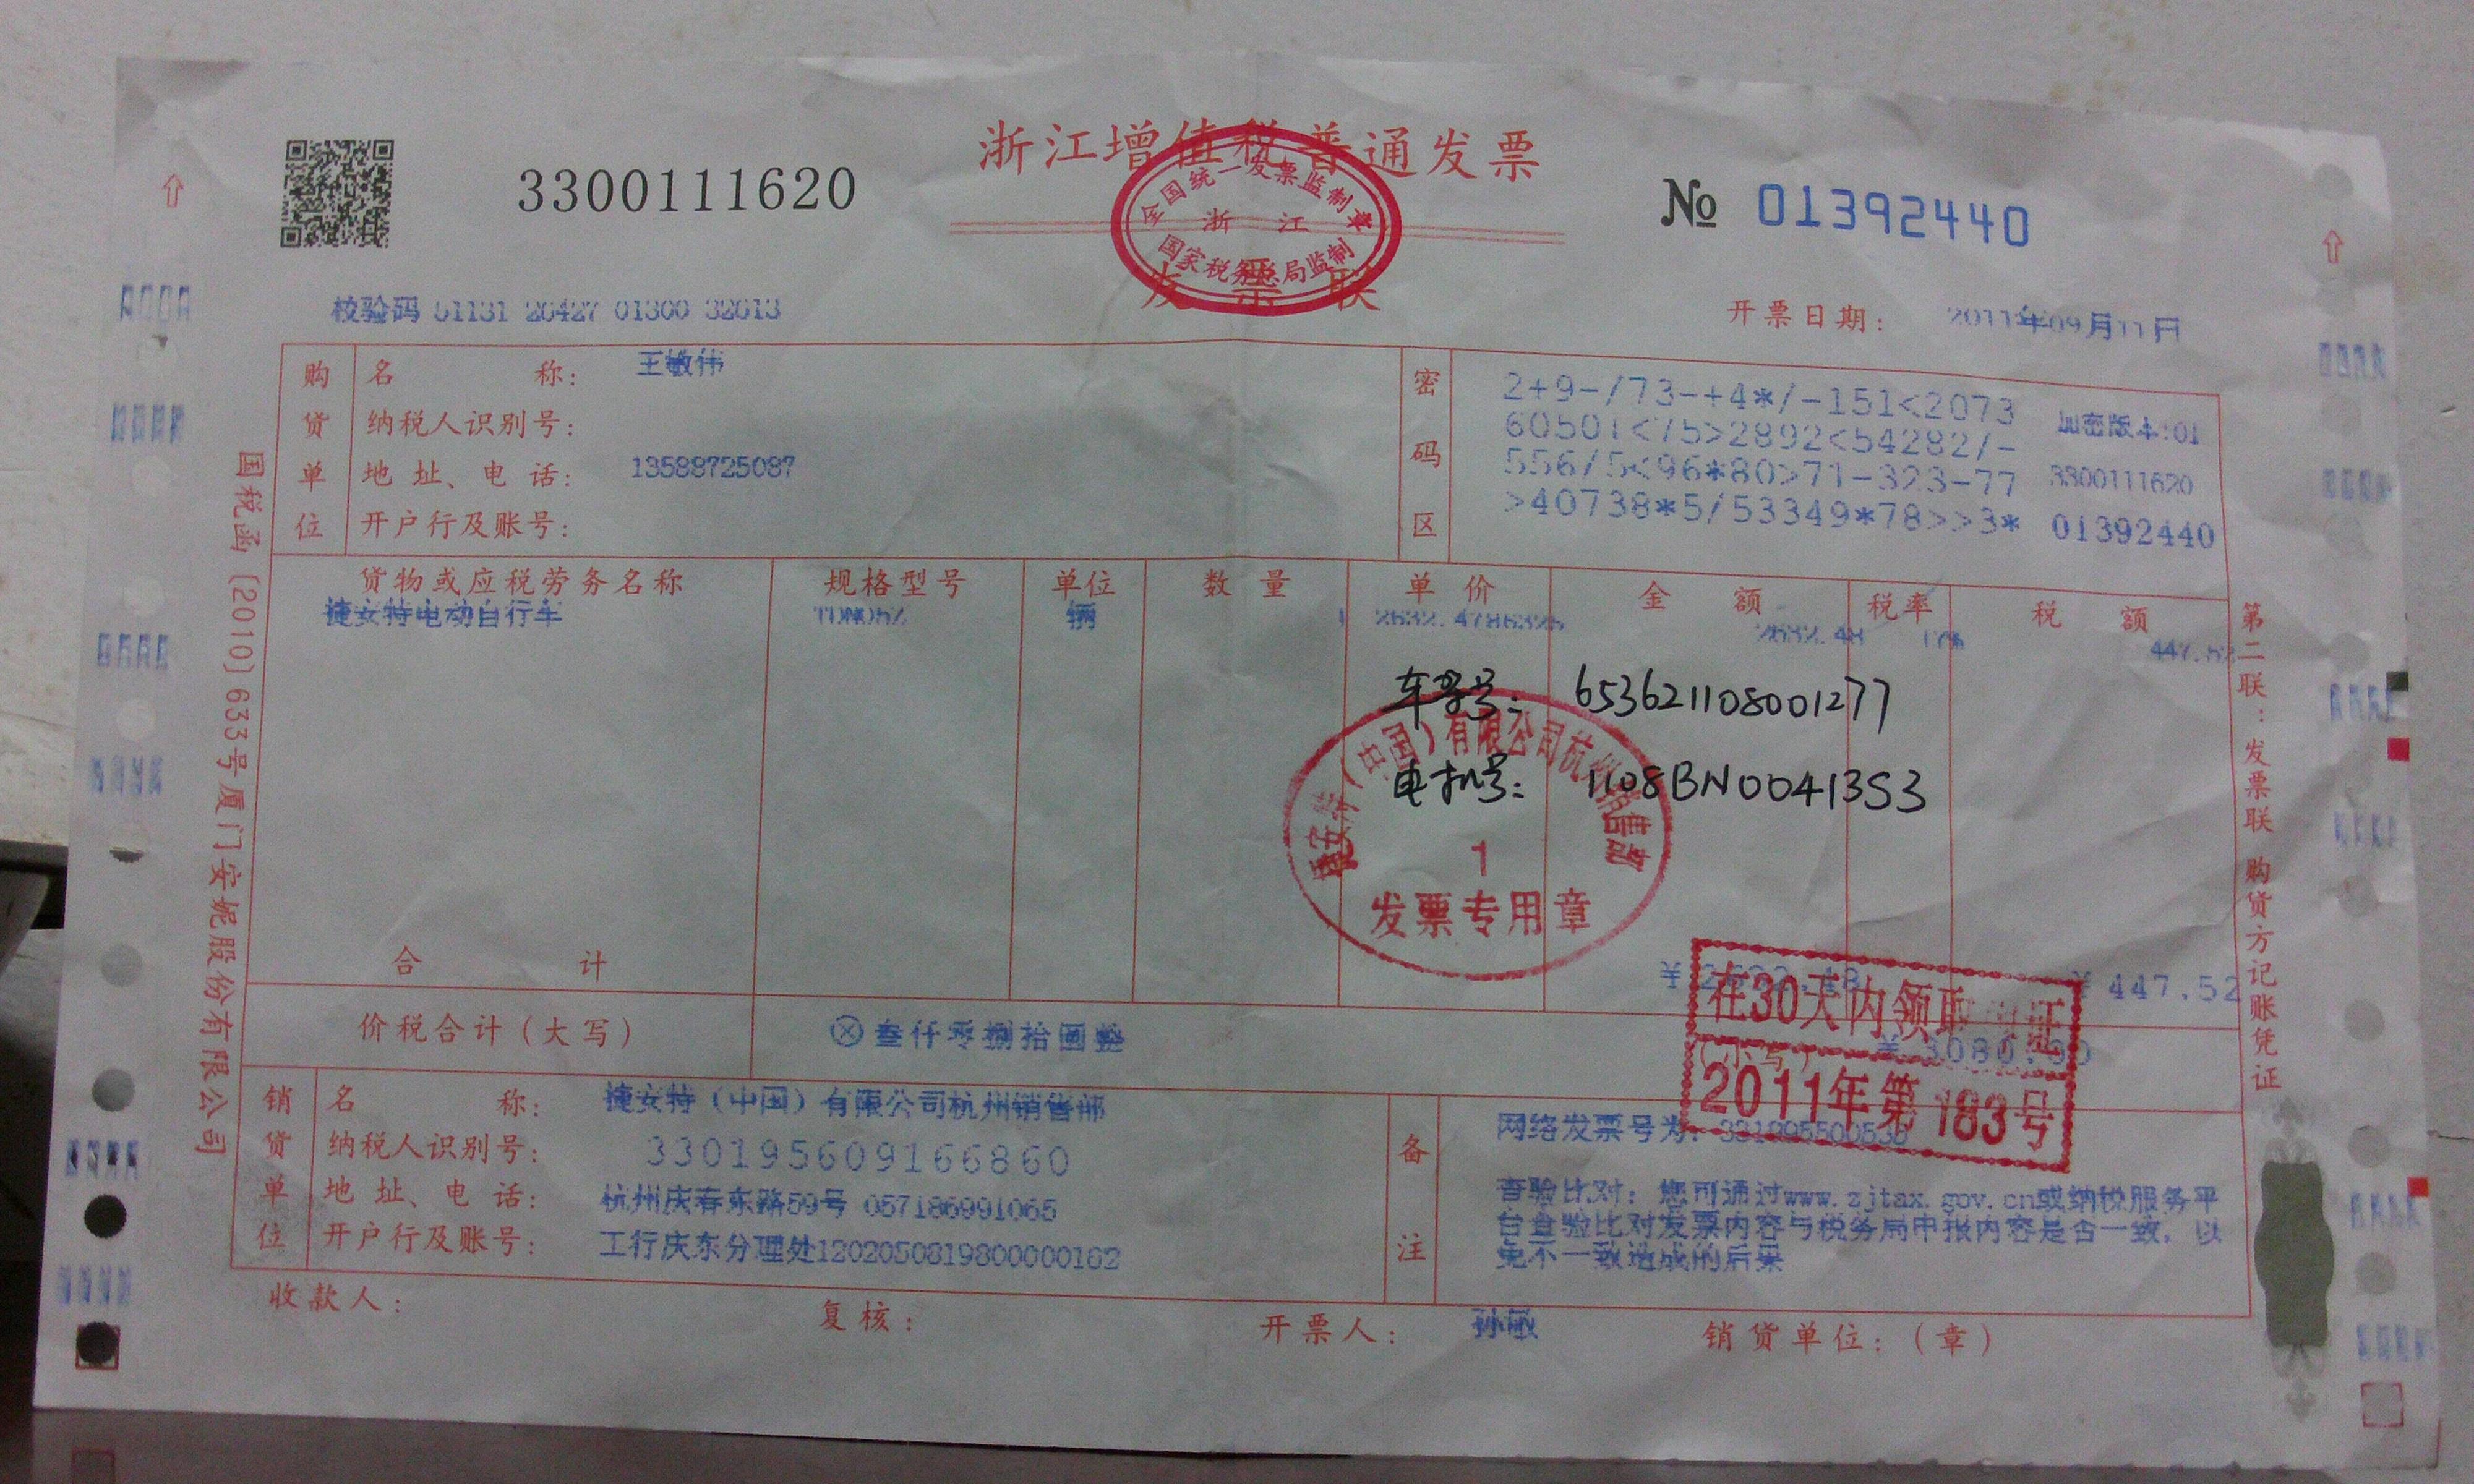 浙江增值税普通发票
3300111620
全国统一发票监制章
浙 江
国家税务总局监制
发 票 联
№ 01392440
校验码 51131 26427 01300 32613
开票日期： 2011年09月11日
购货单位
名 称：王敏伟
纳税人识别号：
地 址、电 话：13588725087
开户行及账号：
密码区
2+9-/73-+4*/-151<2073 加密版本:01
60501<75>2892<54282/-
556/5<96*80>71-323-77 3300111620
>40738*5/53349*78>>3* 01392440
货物或应税劳务名称 规格型号 单位 数 量 单 价 金 额 税率 税 额
捷安特电动自行车 TDN05Z 辆 1 2632.4786325 2632.48 17% 447.52
车架号： 653621108001277
电机号： 1108BN0041353
捷安特（中国）有限公司杭州销售部
1
发票专用章
合 计 ￥2632.48 ￥447.52
价税合计（大写） ⊗叁仟零捌拾圆整 （小写） ￥3080.00
在30天内领取 证
2011年第183号
销货单位
名 称：捷安特（中国）有限公司杭州销售部
纳税人识别号：330195609166860
地 址、电 话：杭州庆春东路59号 057186991065
开户行及账号：工行庆东分理处1202050819800000162
备注
网络发票号为：331095500538
查验比对：您可通过www.zjtax.gov.cn或纳税服务平
台查验比对发票内容与税务局申报内容是否一致，以
免不一致造成的后果
收款人： 复核： 开票人：孙敏 销货单位：（章）
国税函〔2010〕633号厦门安妮股份有限公司
第二联：发票联 购货方记账凭证